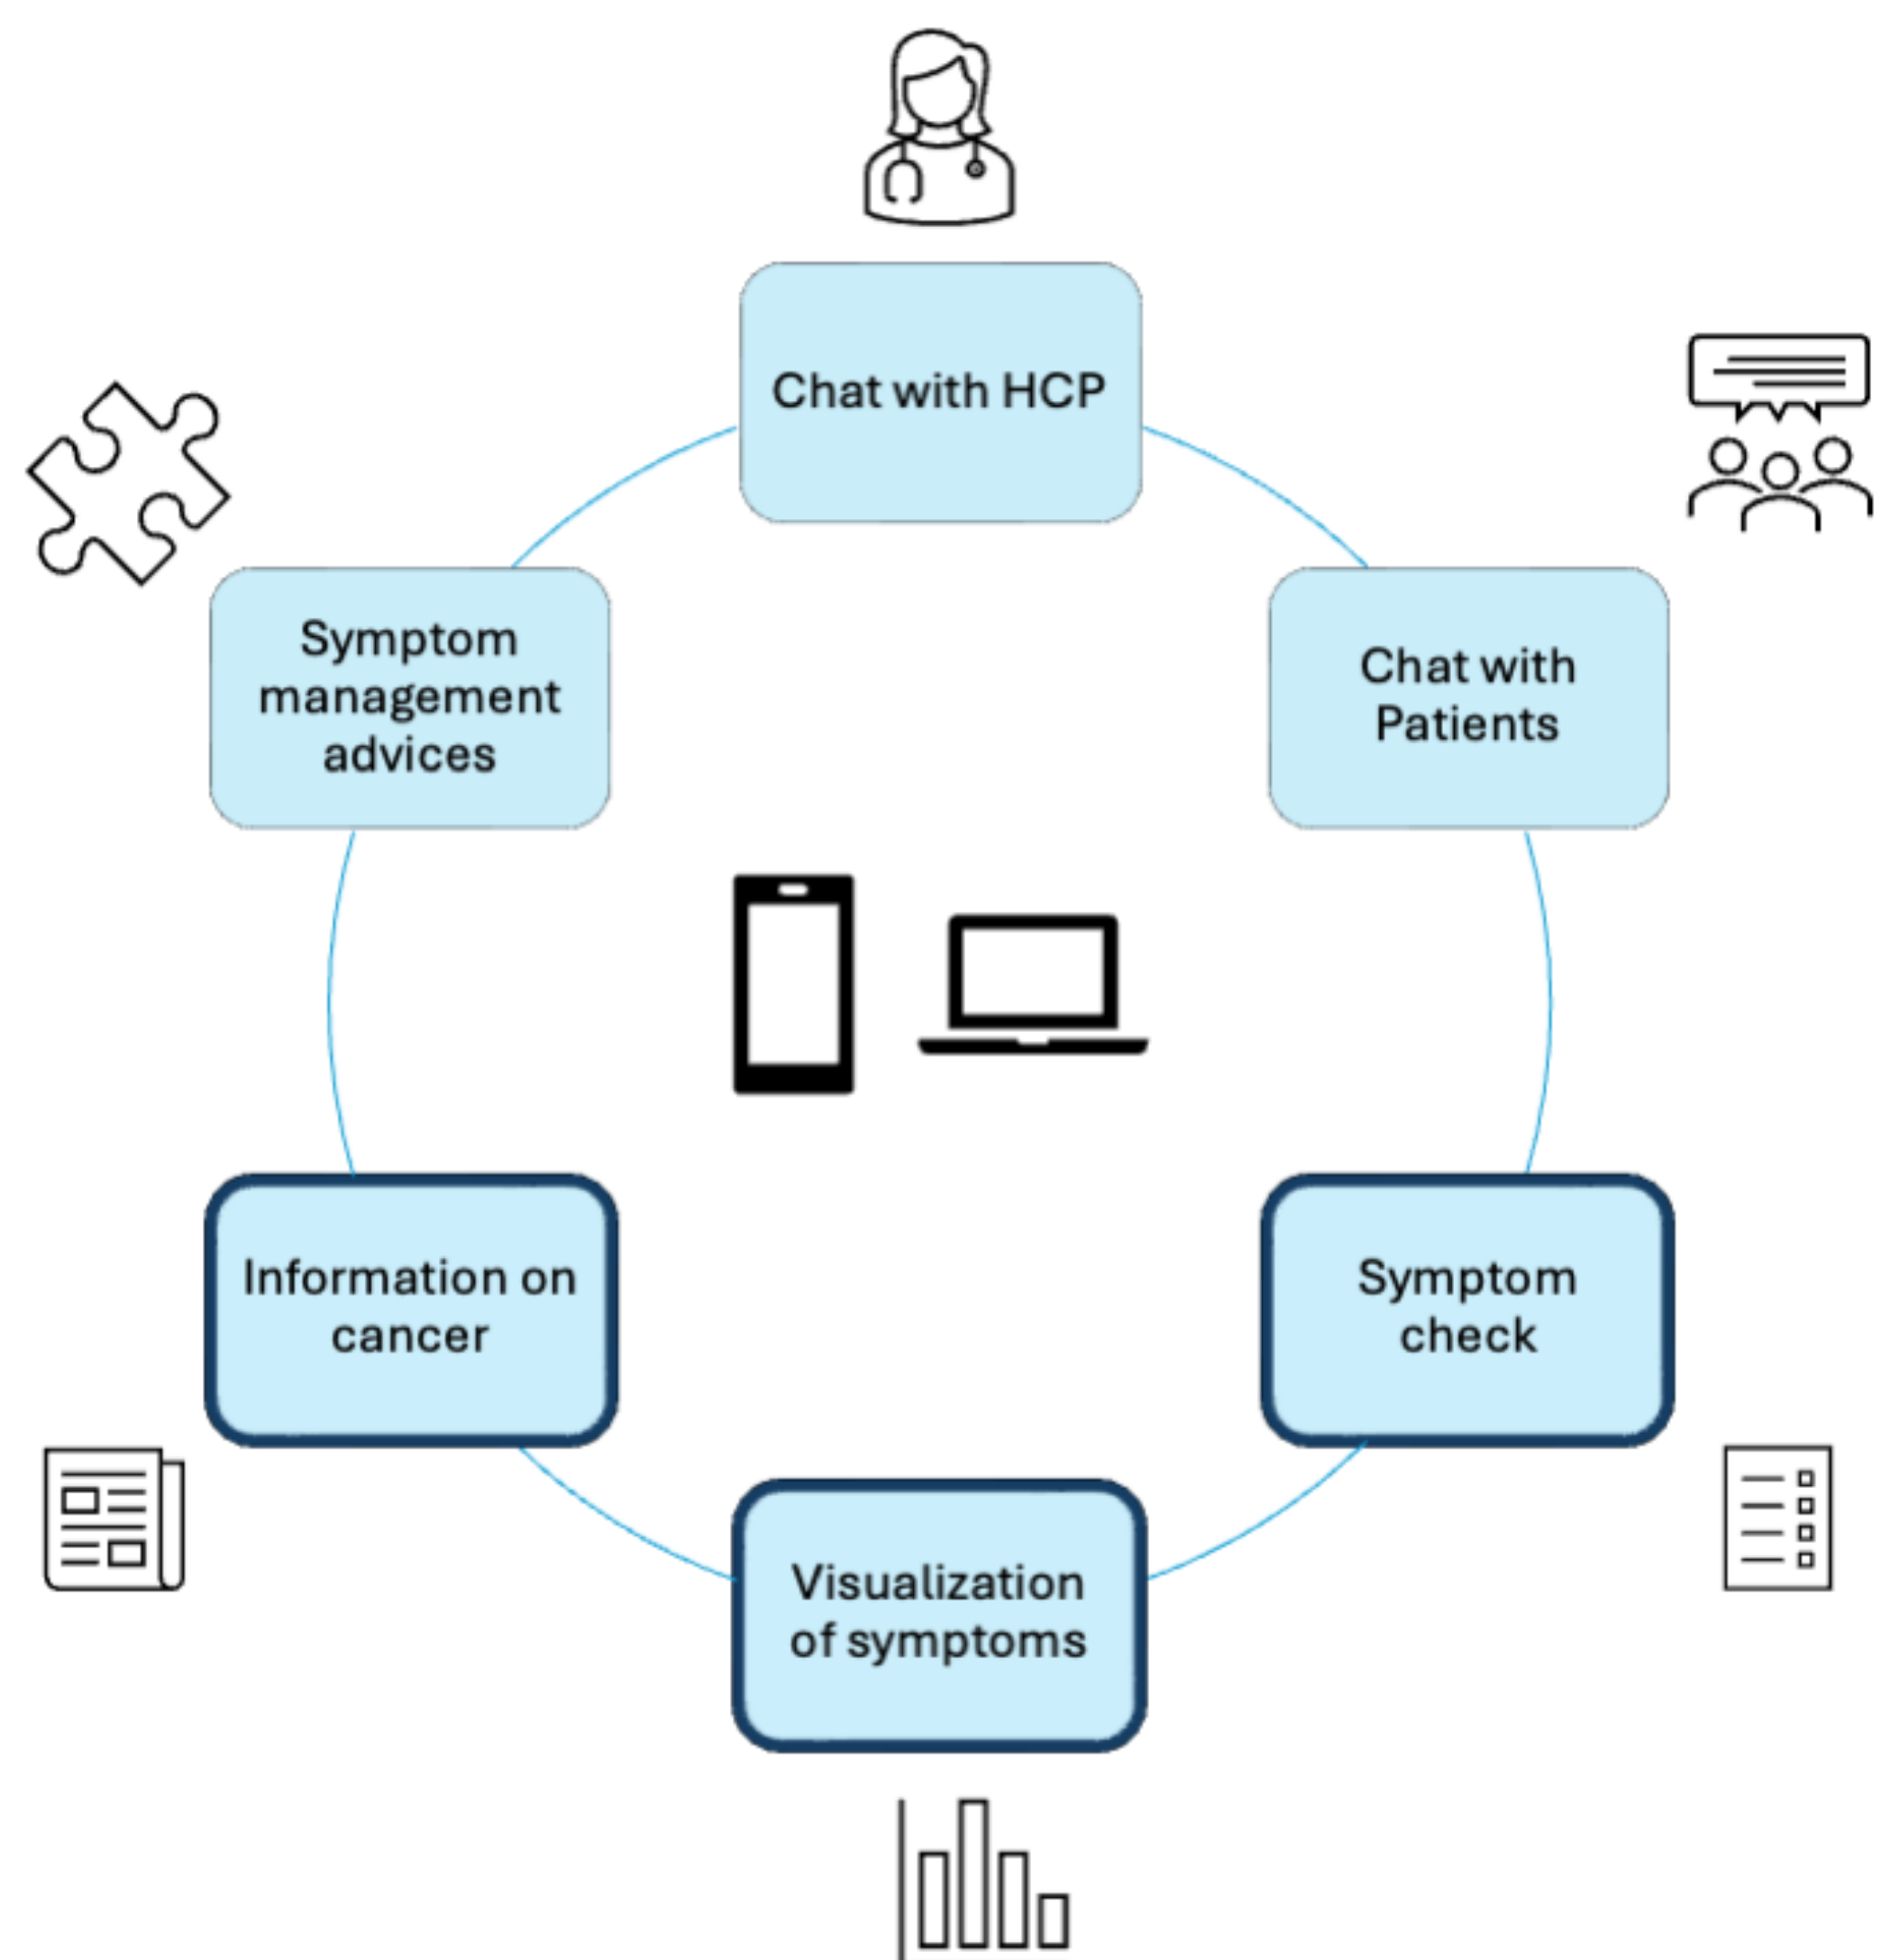 Chat with HCP
Symptom
management
advices
Chat with
Patients
Information on
cancer
Symptom
check
Visualization
of symptoms